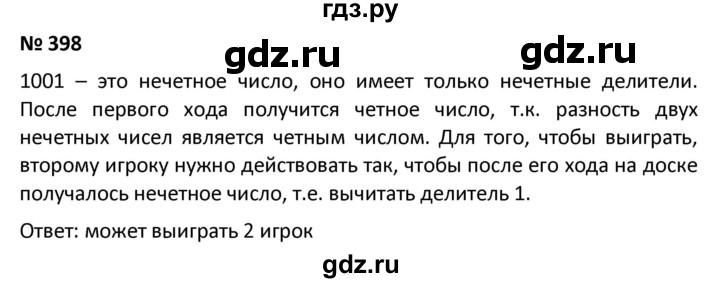 гдз.ру
№ 398
gdz.ru
gdz.ru
1001 – это нечетное число, оно имеет только нечетные делители.
После первого хода получится четное число, т.к. разность двух
нечетных чисел является четным числом. Для того, чтобы выиграть,
второму игроку нужно действовать так, чтобы после его хода на доске
получалось нечетное число, т.е. вычитать делитель 1.
Ответ: может выиграть 2 игрок
gdz.ru